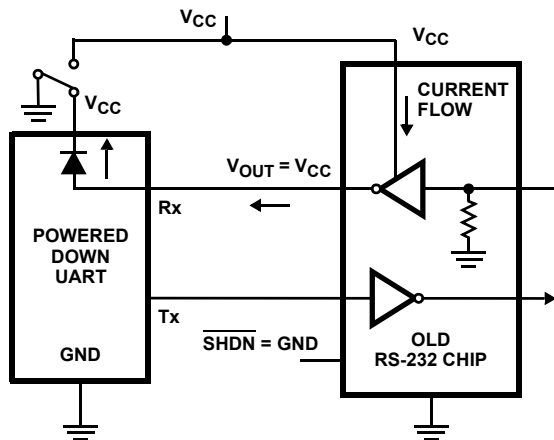 VCC
VCC
VCC
CURRENT
FLOW
VOUT = VCC
Rx
POWERED
DOWN
UART
Tx
GND
SHDN = GND
OLD
RS-232 CHIP